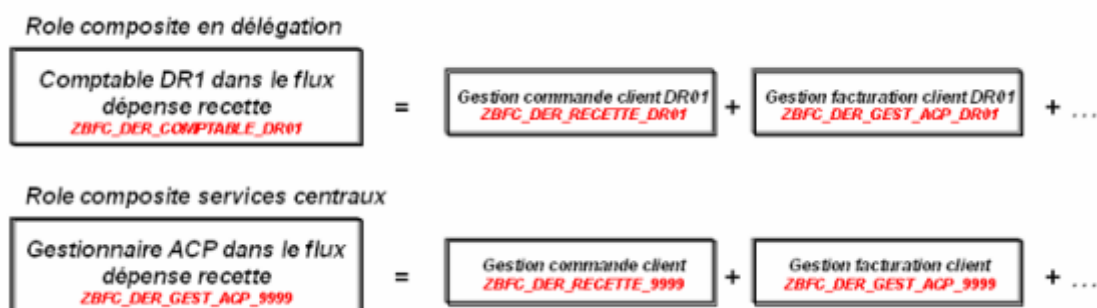 Role composite en délégation
Comptable DR1 dans le flux
dépense recette
ZBFC_DER_COMPTABLE_DR01
=
Gestion commande client DR01
ZBFC_DER_RECETTE_DR01
+
Gestion facturation client DR01
ZBFC_DER_GEST_ACP_DR01
+ ...
Role composite services centraux
Gestionnaire ACP dans le flux
dépense recette
ZBFC_DER_GEST_ACP_9999
=
Gestion commande client
ZBFC_DER_RECETTE_9999
+
Gestion facturation client
ZBFC_DER_GEST_ACP_9999
+ ...